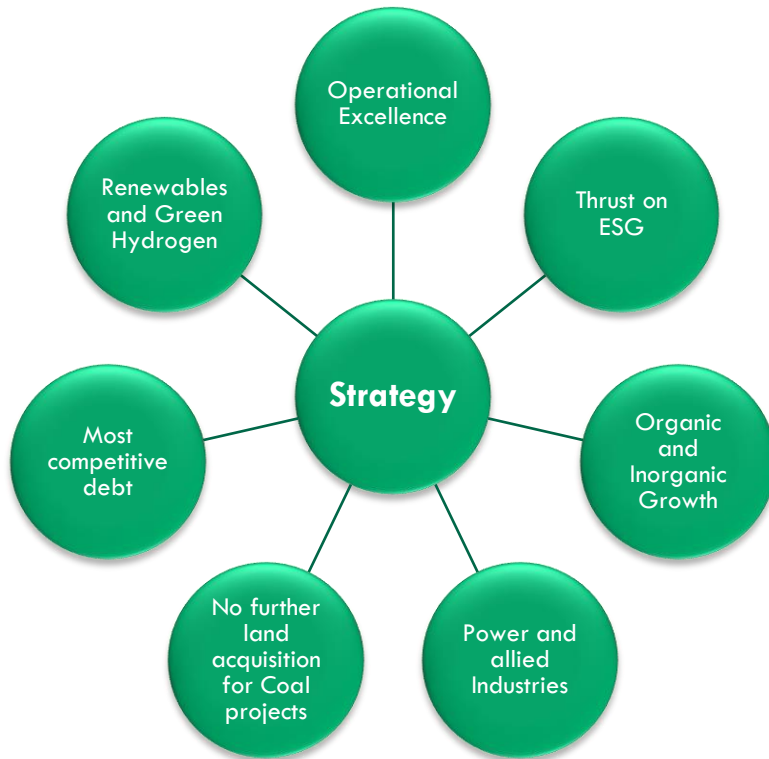 Operational
Excellence
Thrust on
ESG
Organic
and
Inorganic
Growth
Power and
allied
Industries
No further
land
acquisition
for Coal
projects
Most
competitive
debt
Renewables
and Green
Hydrogen
Strategy